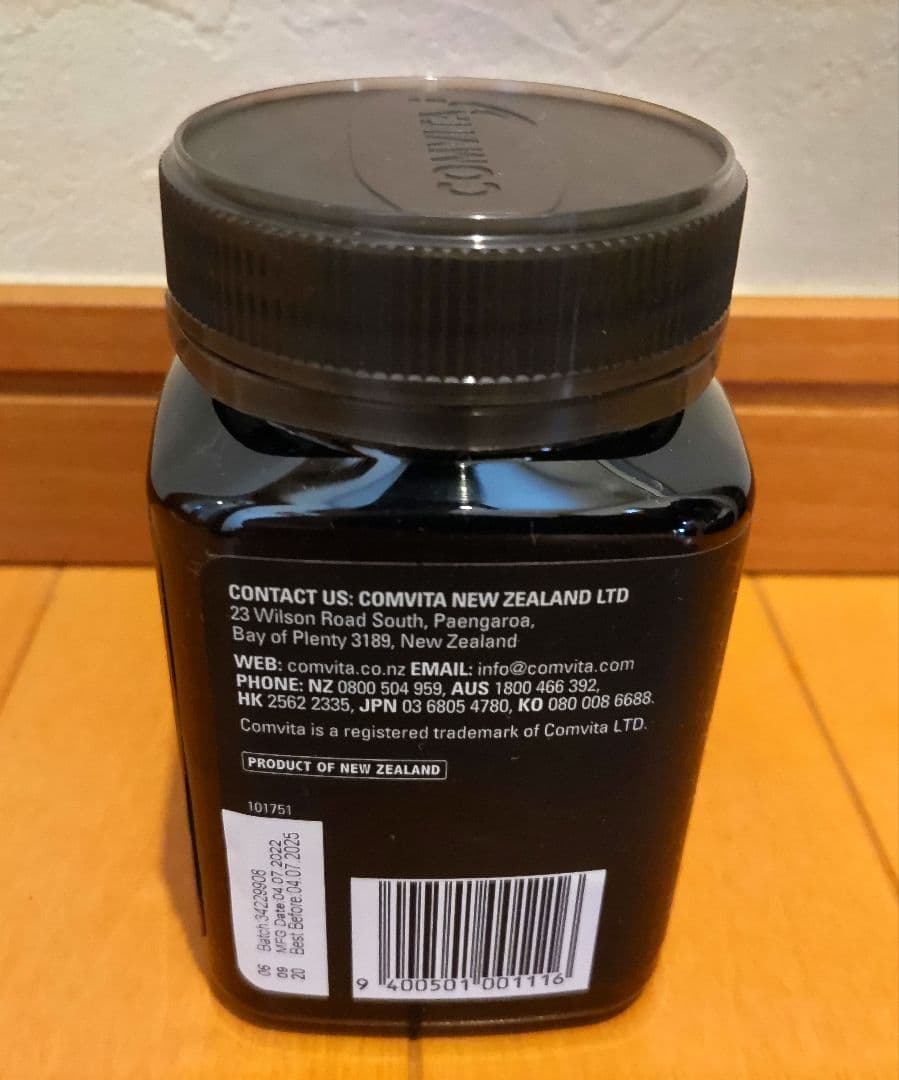 COMVITA
CONTACT US: COMVITA NEW ZEALAND LTD
23 Wilson Road South, Paengaroa,
Bay of Plenty 3189, New Zealand
WEB: comvita.co.nz EMAIL: info@comvita.com
PHONE: NZ 0800 504 959, AUS 1800 466 392,
HK 2562 2335, JPN 03 6805 4780, KO 080 008 6688.
Comvita is a registered trademark of Comvita LTD.
PRODUCT OF NEW ZEALAND
101751
06 Batch:34229908
09 MFG Date:04.07.2022
20 Best Before:04.07.2025
9 400501 001116